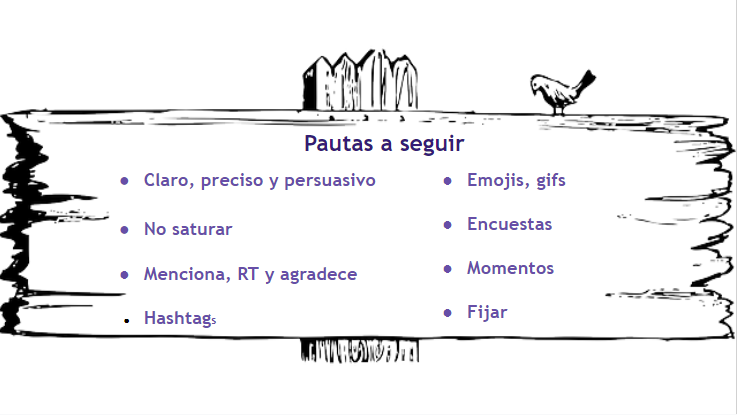 Pautas a seguir
• Claro, preciso y persuasivo
• No saturar
• Menciona, RT y agradece
• Hashtags
• Emojis, gifs
• Encuestas
• Momentos
• Fijar